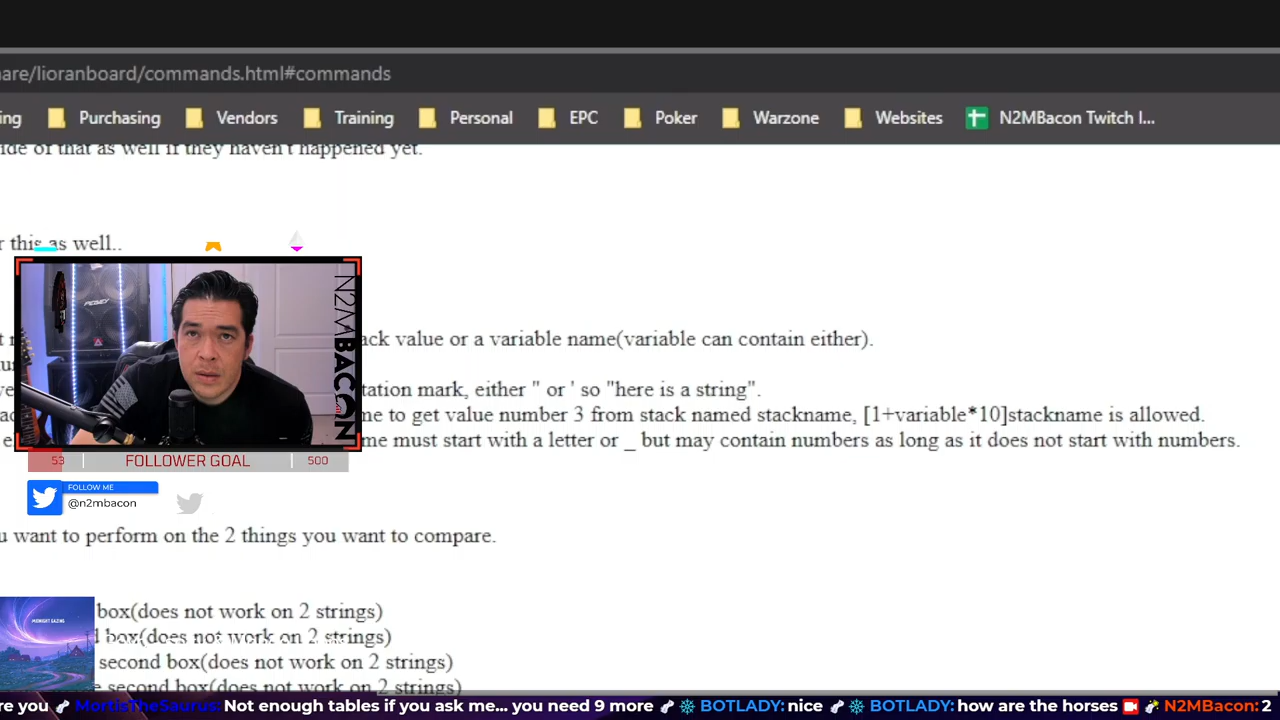 are/lioranboard/commands.html#commands
ing Purchasing Vendors Training Personal EPC Poker Warzone Websites N2MBacon Twitch I...
ide of that as well if they haven't happened yet.
r this as well..
ack value or a variable name(variable can contain either).
tation mark, either " or ' so "here is a string".
me to get value number 3 from stack named stackname, [1+variable*10]stackname is allowed.
me must start with a letter or _ but may contain numbers as long as it does not start with numbers.
PEAVEY
N2MBACON
53 FOLLOWER GOAL 500
FOLLOW ME
@n2mbacon
u want to perform on the 2 things you want to compare.
MIDNIGHT GAZING
box(does not work on 2 strings)
d box(does not work on 2 strings)
second box(does not work on 2 strings)
e second box(does not work on 2 strings)
re you MortisTheSaurus: Not enough tables if you ask me... you need 9 more BOTLADY: nice BOTLADY: how are the horses N2MBacon: 2